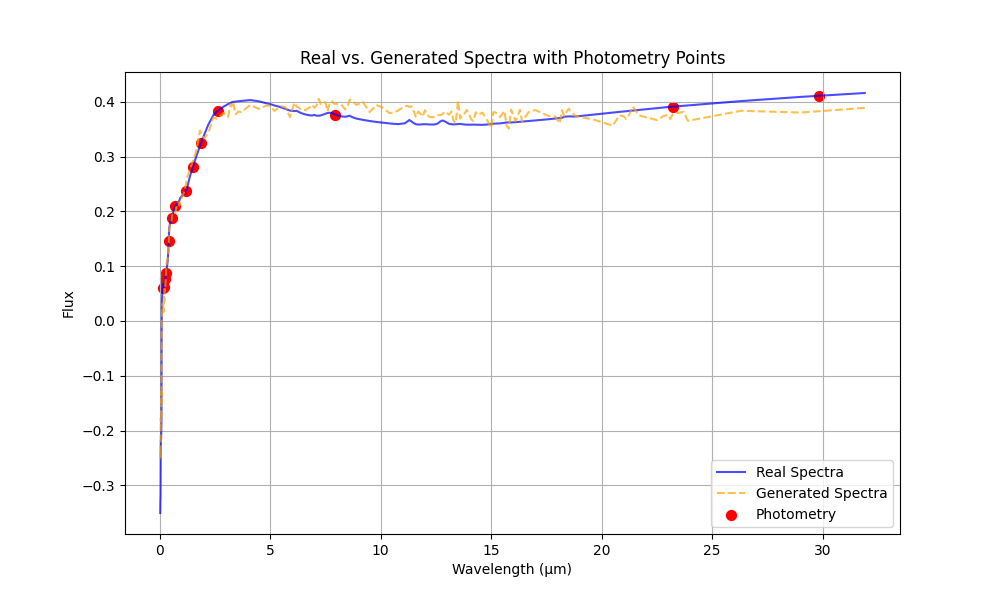 Real vs. Generated Spectra with Photometry Points
Flux
0.4
0.3
0.2
0.1
0.0
−0.1
−0.2
−0.3
0 5 10 15 20 25 30
Wavelength (µm)
Real Spectra
Generated Spectra
Photometry